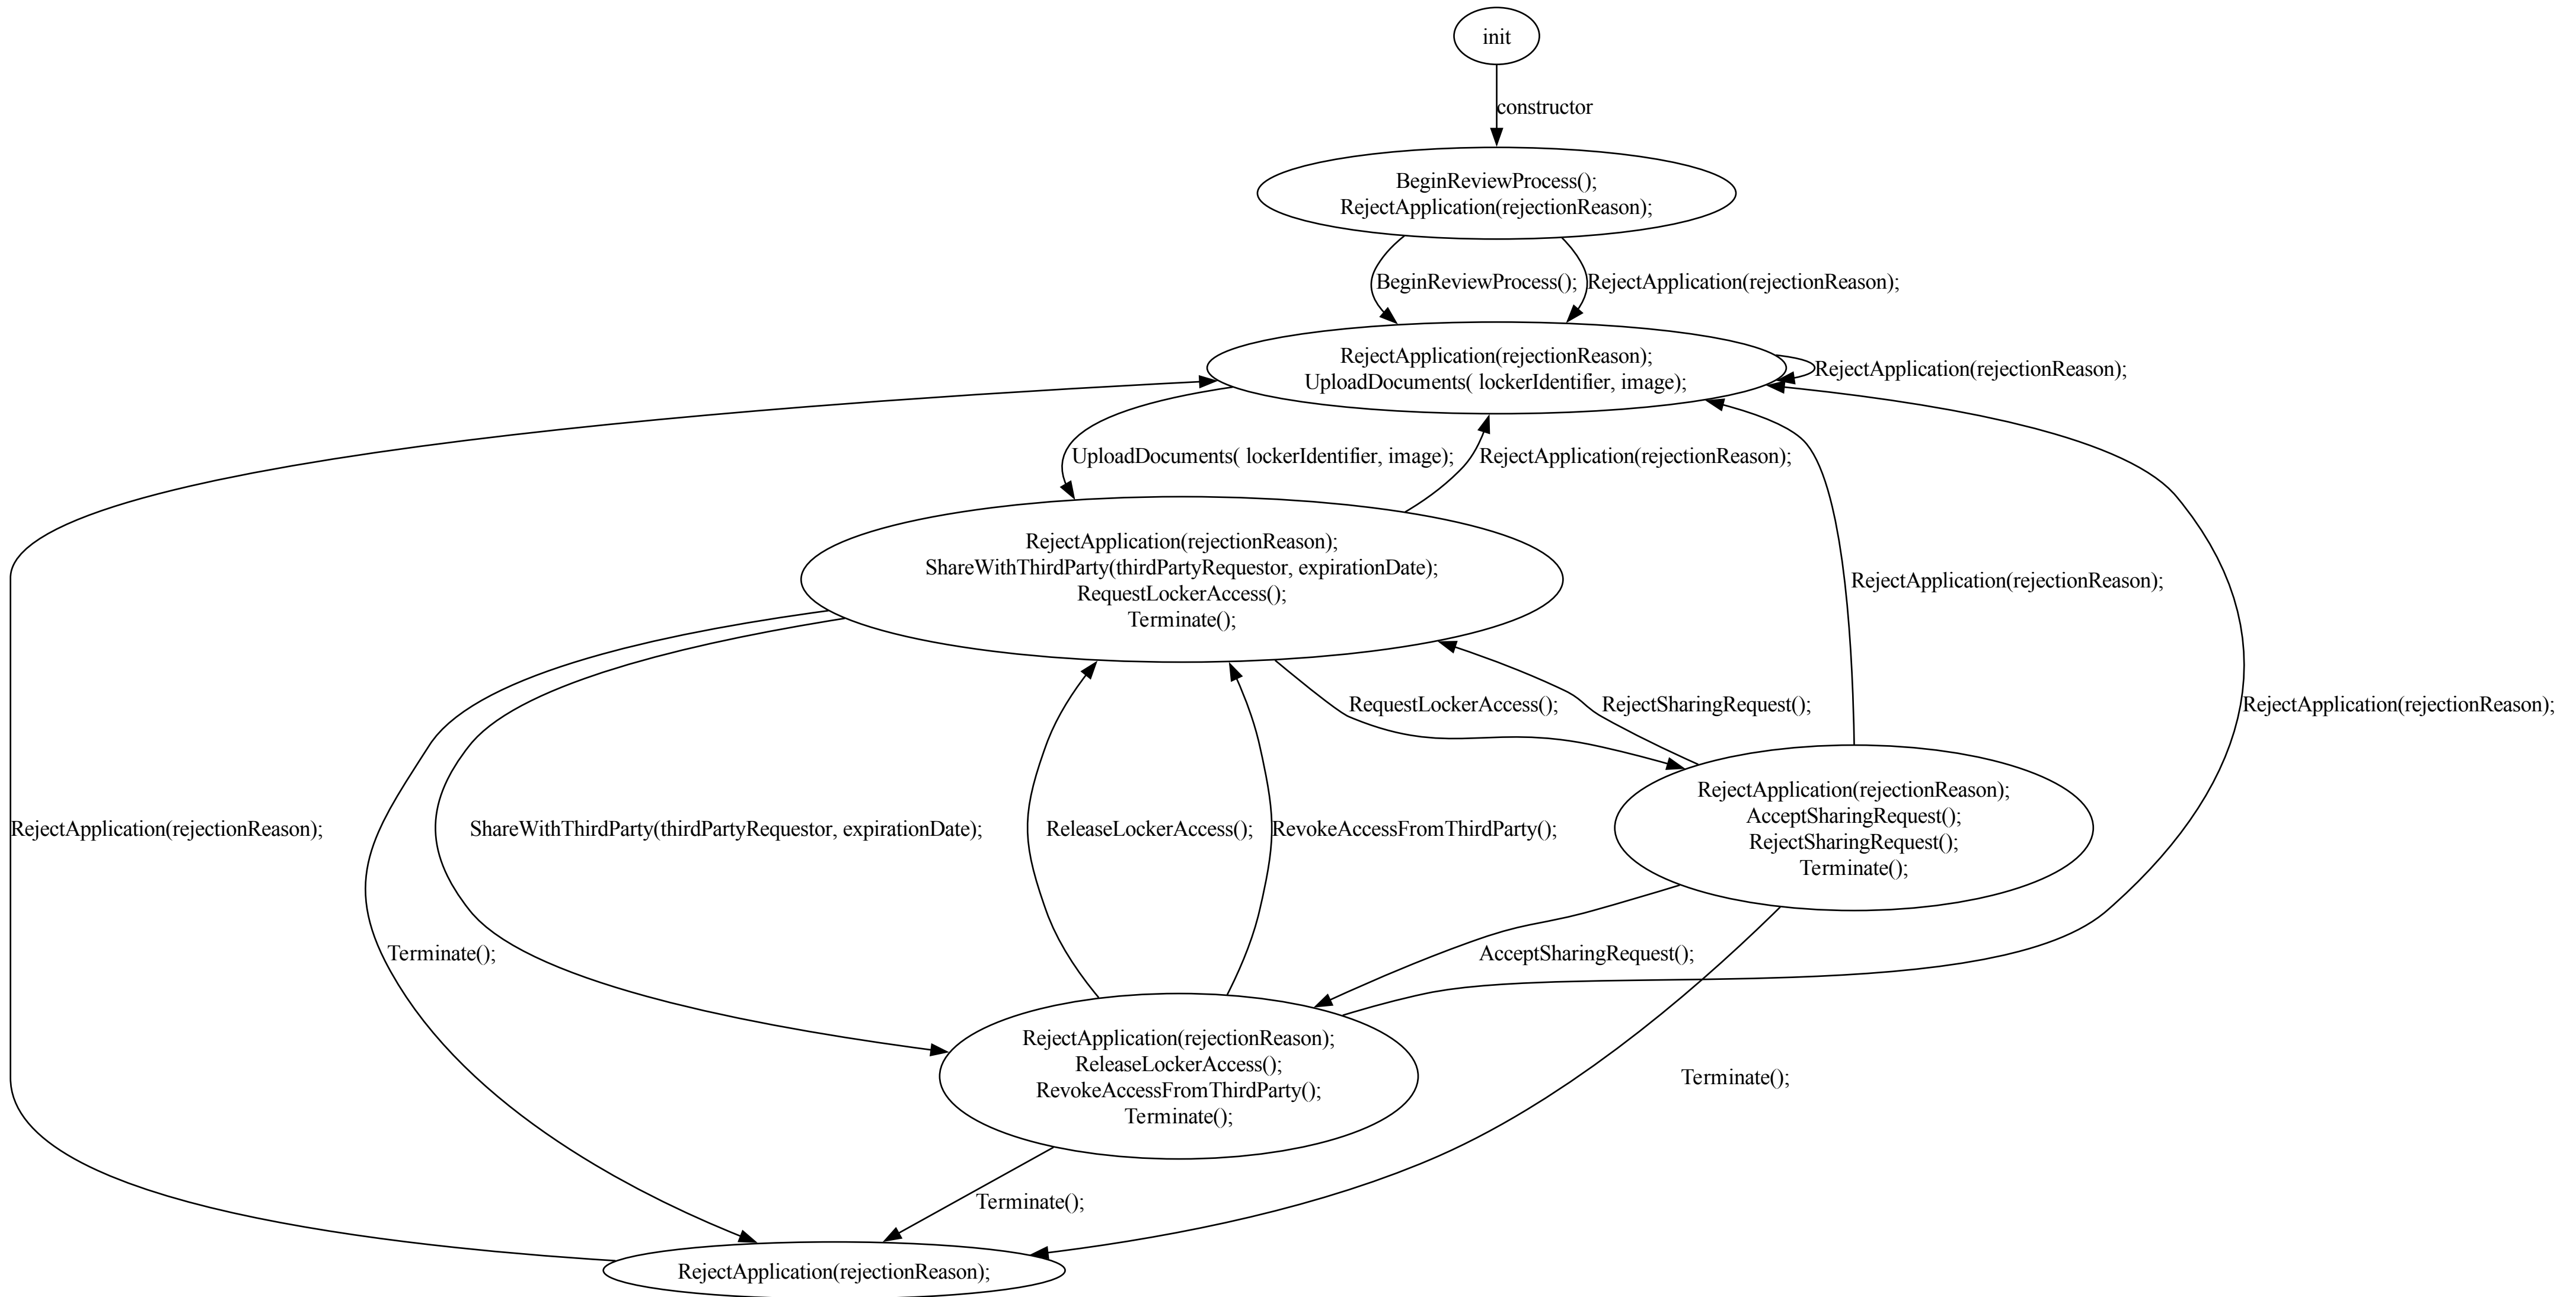 init
constructor
BeginReviewProcess();
RejectApplication(rejectionReason);
BeginReviewProcess();
RejectApplication(rejectionReason);
RejectApplication(rejectionReason);
UploadDocuments( lockerIdentifier, image);
RejectApplication(rejectionReason);
UploadDocuments( lockerIdentifier, image);
RejectApplication(rejectionReason);
RejectApplication(rejectionReason);
ShareWithThirdParty(thirdPartyRequestor, expirationDate);
RequestLockerAccess();
Terminate();
RejectApplication(rejectionReason);
RequestLockerAccess();
RejectSharingRequest();
RejectApplication(rejectionReason);
RejectApplication(rejectionReason);
AcceptSharingRequest();
RejectSharingRequest();
Terminate();
RejectApplication(rejectionReason);
ShareWithThirdParty(thirdPartyRequestor, expirationDate);
ReleaseLockerAccess();
RevokeAccessFromThirdParty();
Terminate();
AcceptSharingRequest();
RejectApplication(rejectionReason);
ReleaseLockerAccess();
RevokeAccessFromThirdParty();
Terminate();
Terminate();
Terminate();
RejectApplication(rejectionReason);